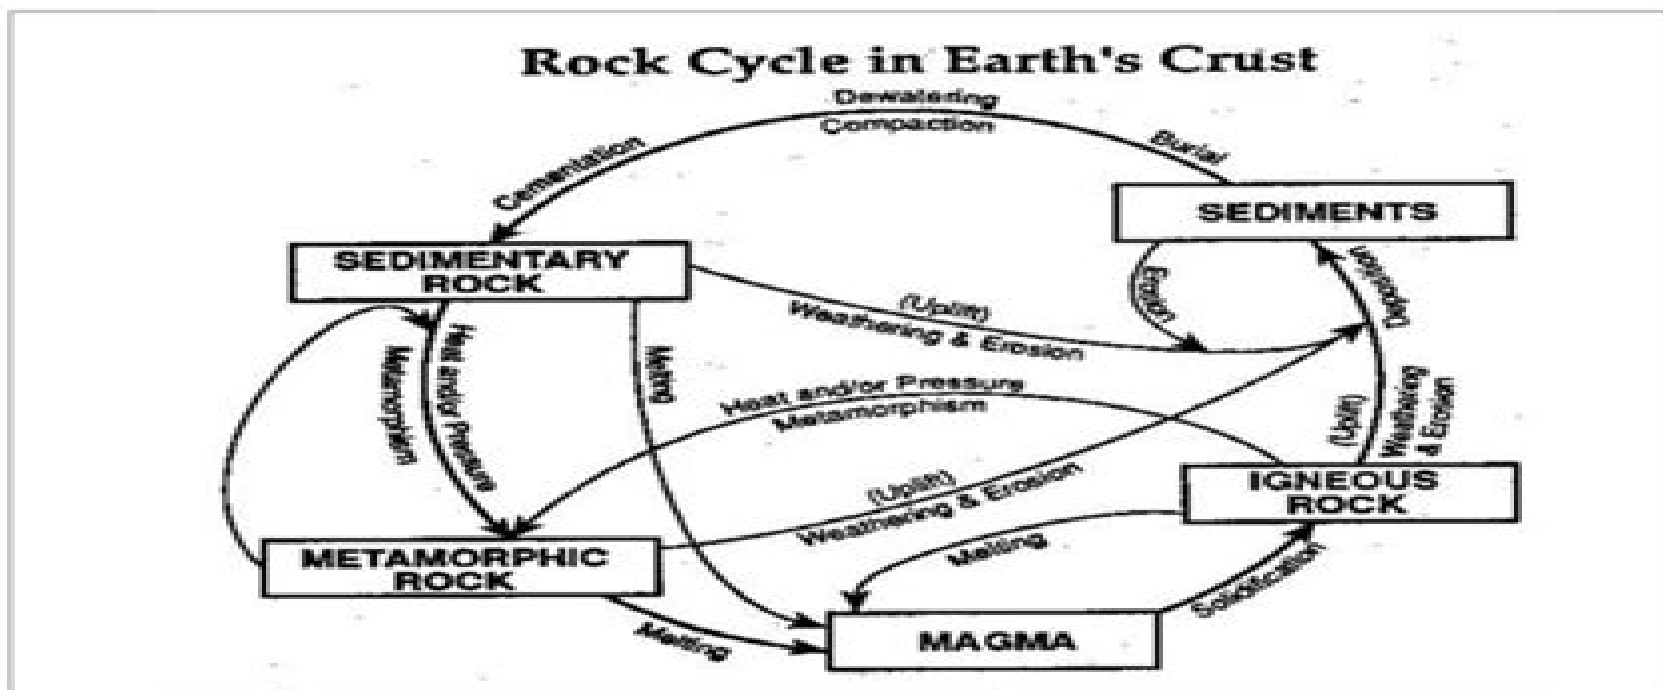 Rock Cycle in Earth's Crust
Dewatering
Compaction
Burial
Cementation
SEDIMENTS
SEDIMENTARY
ROCK
Deposition
Erosion
(Uplift)
Weathering & Erosion
Heat and/or Pressure
Metamorphism
Melting
Heat and/or Pressure
Metamorphism
(Uplift)
Weathering
& Erosion
(Uplift)
Weathering & Erosion
IGNEOUS
ROCK
Melting
METAMORPHIC
ROCK
Solidification
Melting
MAGMA